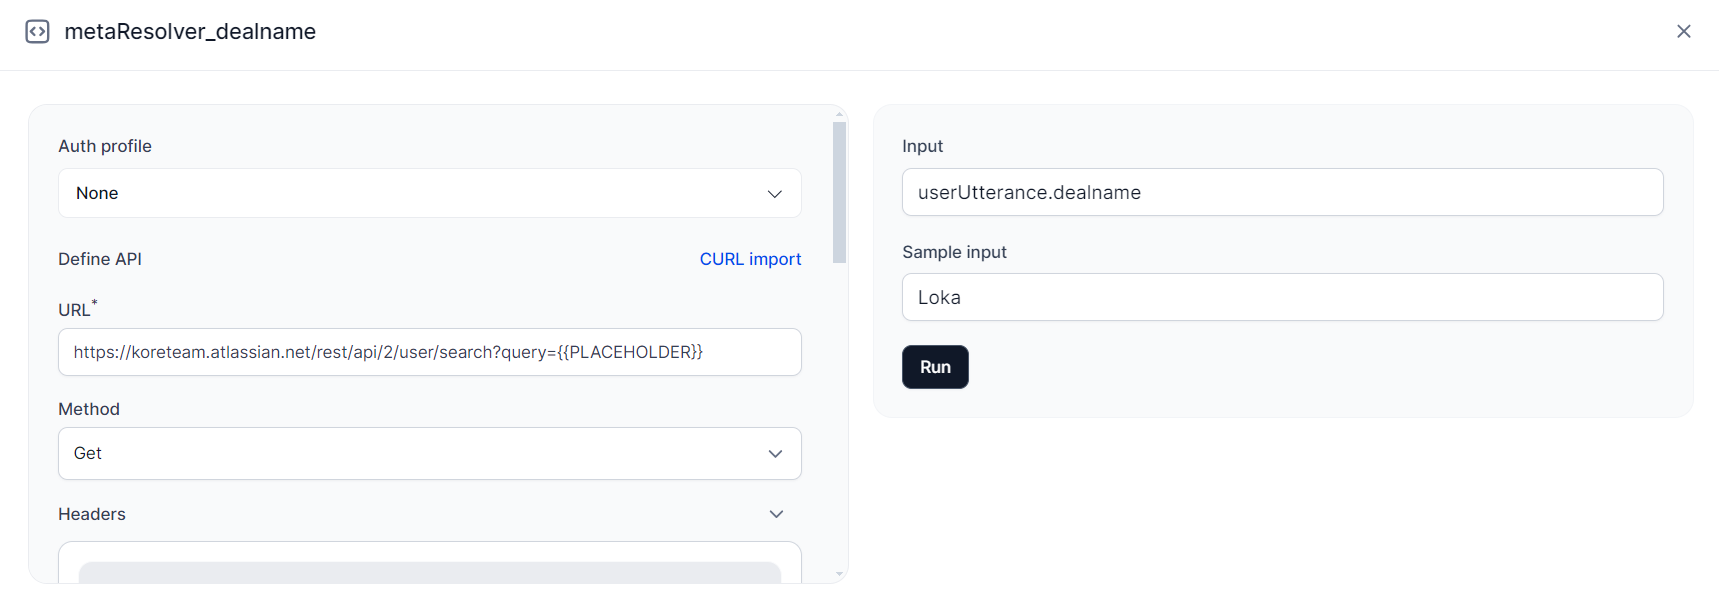 metaResolver_dealname
Auth profile
None
Define API
CURL import
URL*
https://koreteam.atlassian.net/rest/api/2/user/search?query={{PLACEHOLDER}}
Method
Get
Headers
Input
userUtterance.dealname
Sample input
Loka
Run